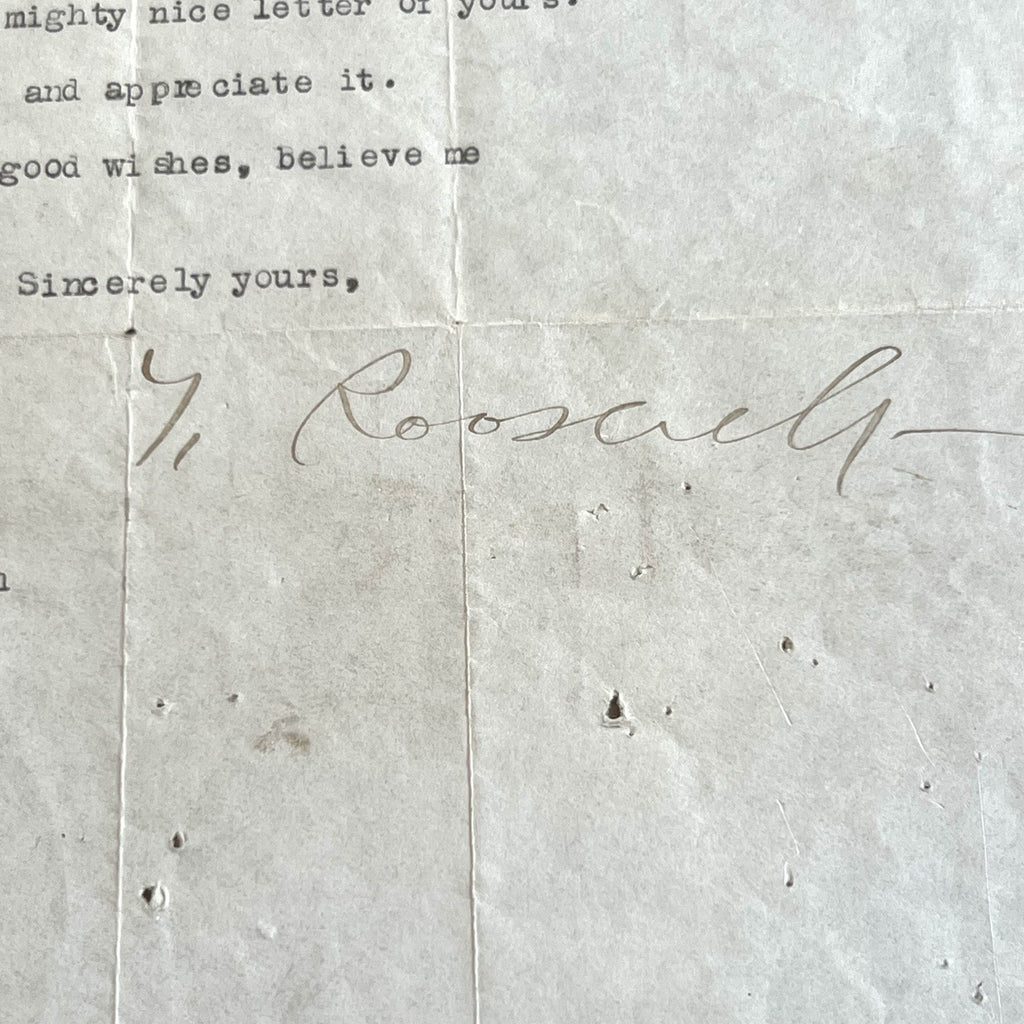 mighty nice letter of yours.
and appreciate it.
good wishes, believe me
Sincerely yours,
T. Roosevelt